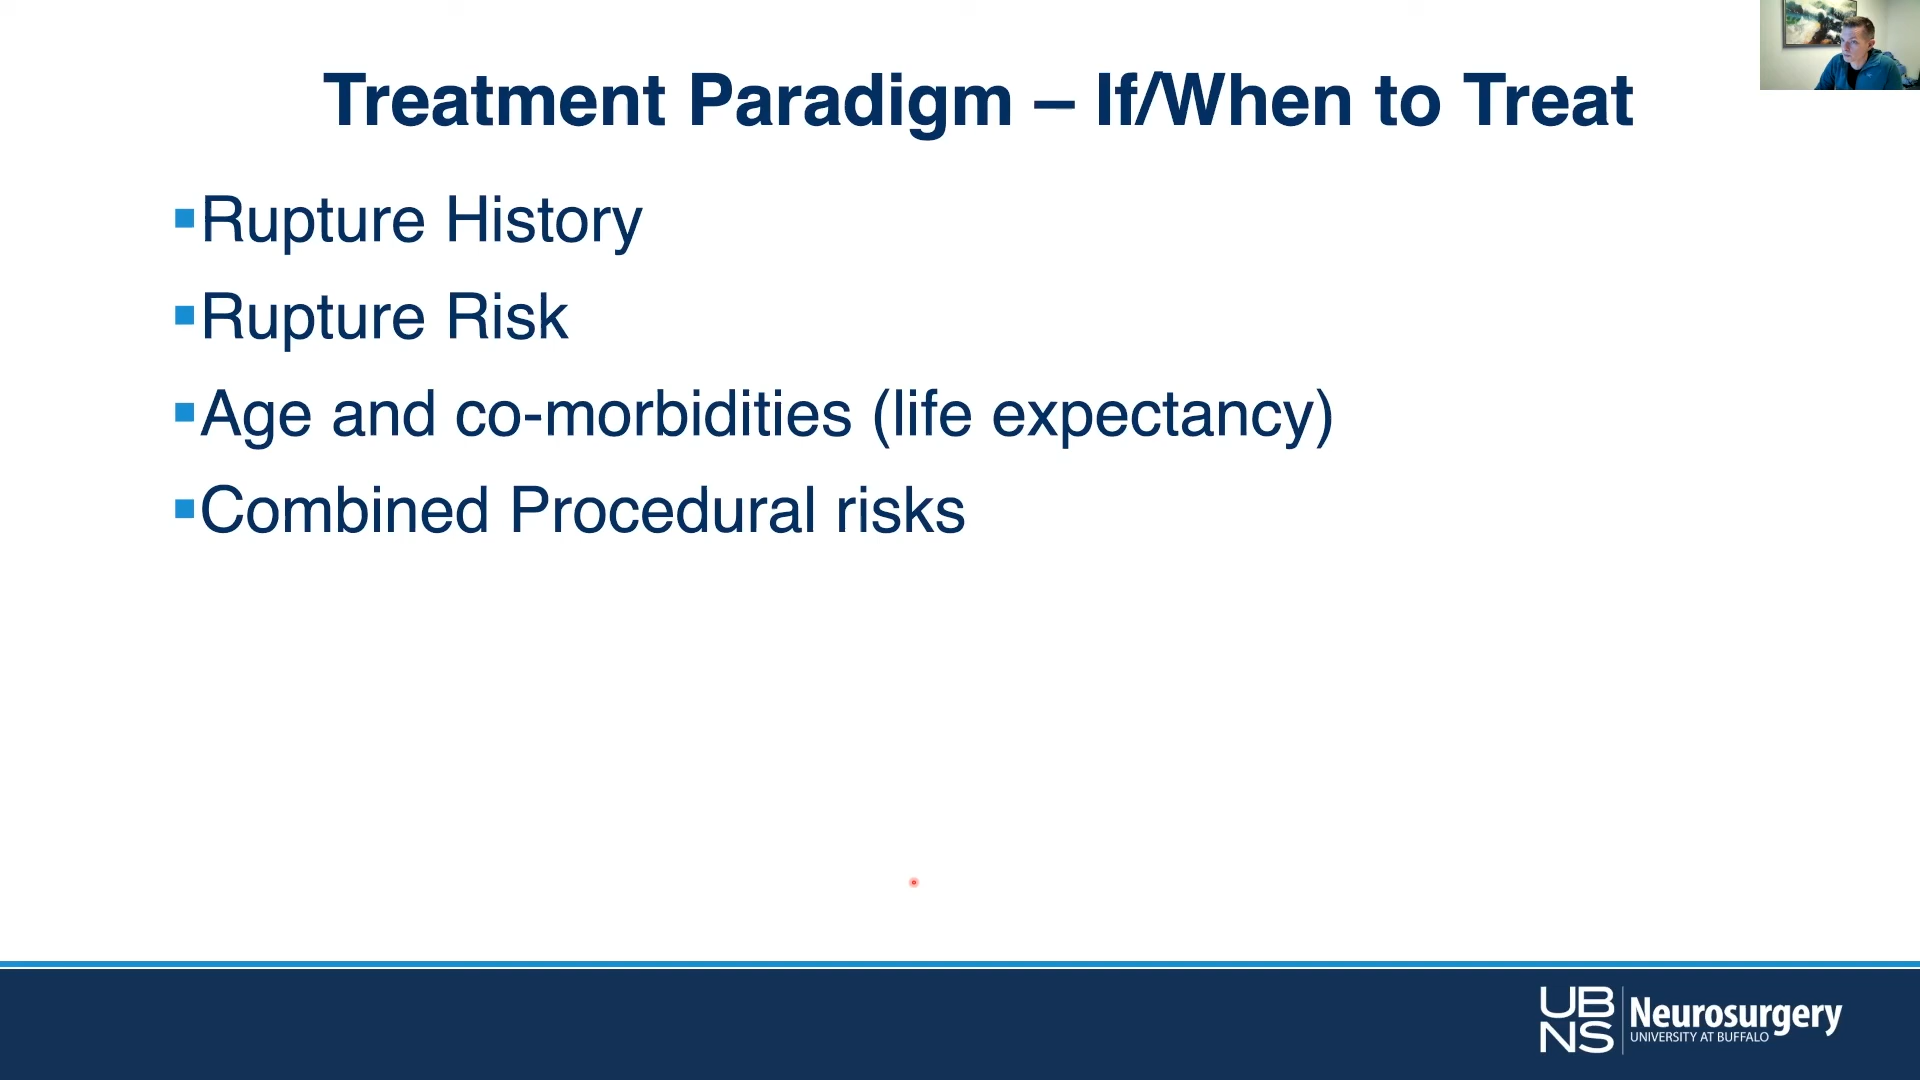 Treatment Paradigm – If/When to Treat
▪Rupture History
▪Rupture Risk
▪Age and co-morbidities (life expectancy)
▪Combined Procedural risks
UB
NS
Neurosurgery
UNIVERSITY AT BUFFALO